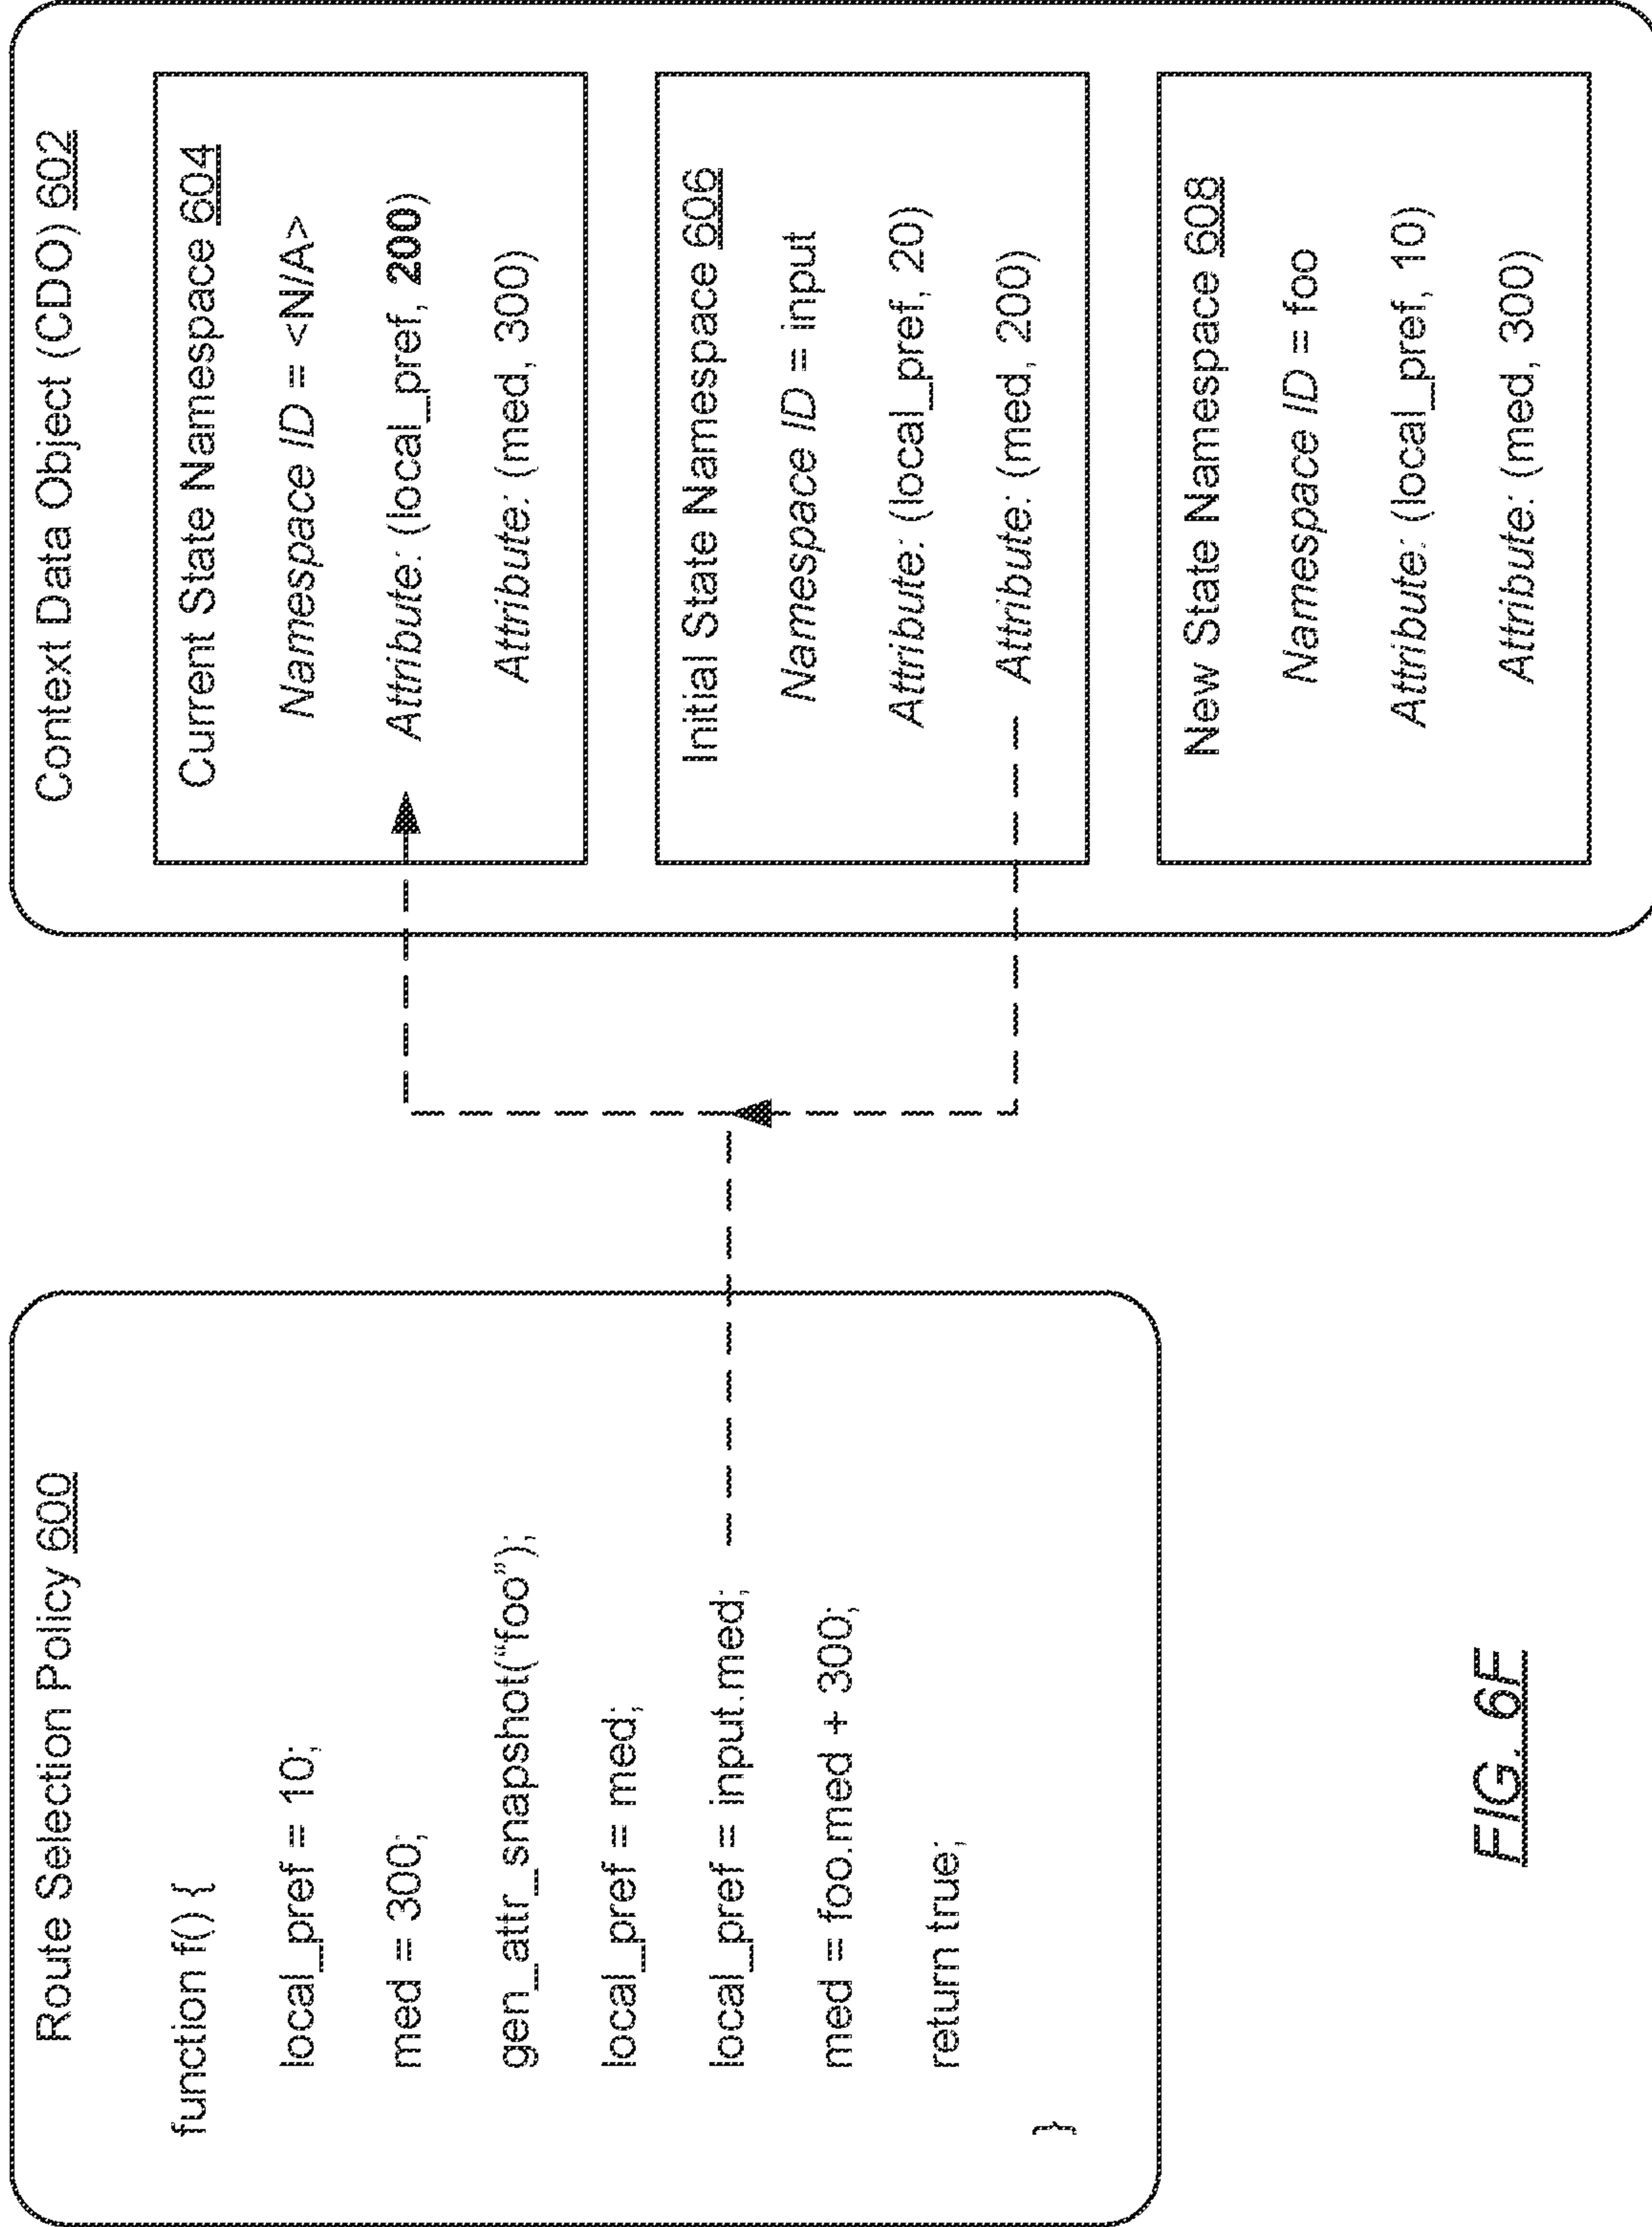 Route Selection Policy 600
function f() {
local_pref = 10;
med = 300;
gen_attr_snapshot("foo");
local_pref = med;
local_pref = input.med;
med = foo.med + 300;
return true;
}
Context Data Object (CDO) 602
Current State Namespace 604
Namespace ID = <N/A>
Attribute: (local_pref, 200)
Attribute: (med, 300)
Initial State Namespace 606
Namespace ID = input
Attribute: (local_pref, 20)
Attribute: (med, 200)
New State Namespace 608
Namespace ID = foo
Attribute: (local_pref, 10)
Attribute: (med, 300)
FIG. 6F